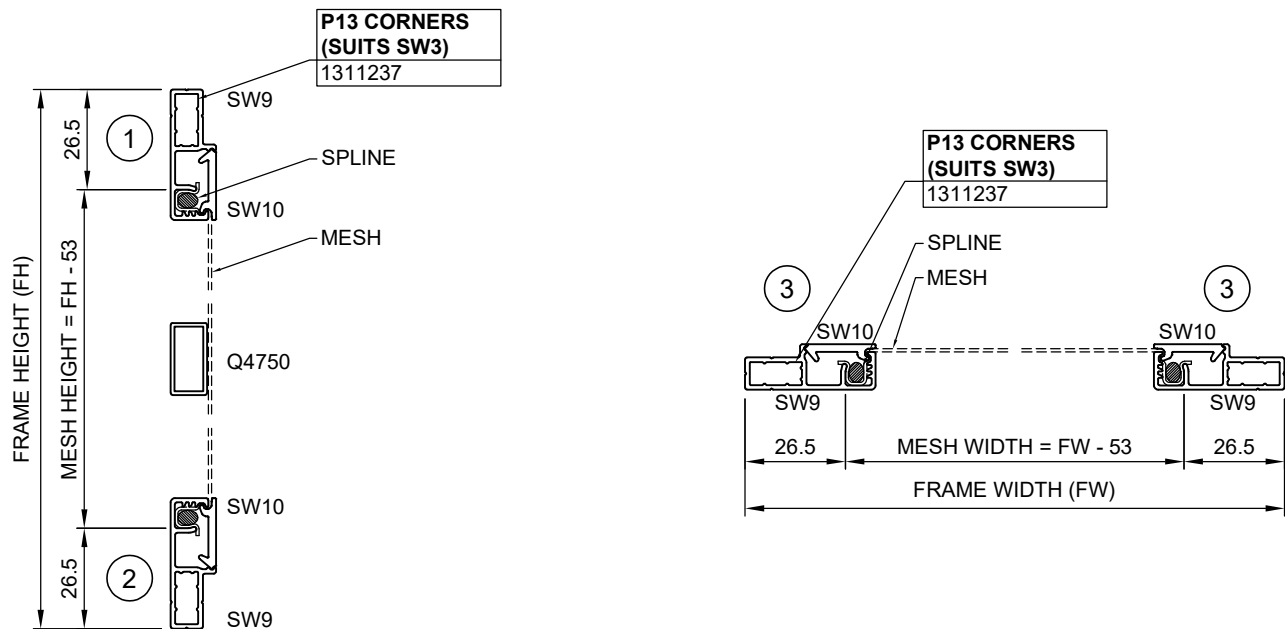 P13 CORNERS
(SUITS SW3)
1311237
SW9
26.5
1
SPLINE
SW10
MESH
FRAME HEIGHT (FH)
MESH HEIGHT = FH - 53
Q4750
SW10
26.5
2
SW9
P13 CORNERS
(SUITS SW3)
1311237
SPLINE
MESH
3
3
SW10
SW10
SW9
SW9
26.5
MESH WIDTH = FW - 53
26.5
FRAME WIDTH (FW)